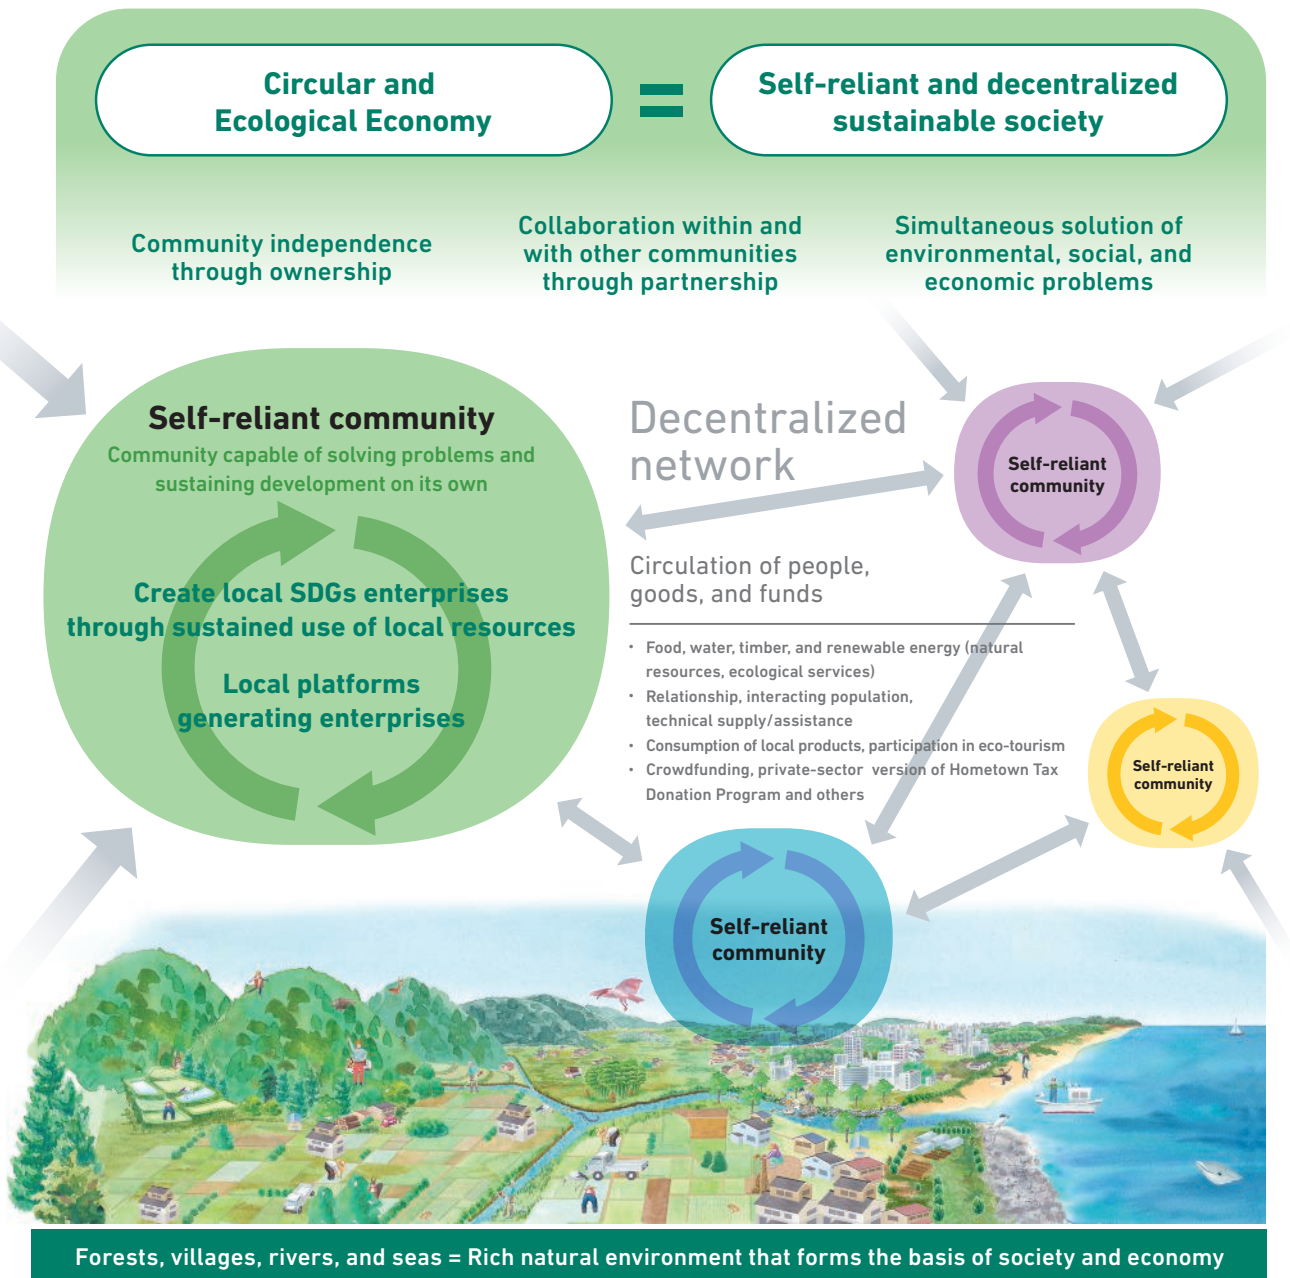 Circular and
Ecological Economy
=
Self-reliant and decentralized
sustainable society
Community independence
through ownership
Collaboration within and
with other communities
through partnership
Simultaneous solution of
environmental, social, and
economic problems
Self-reliant community
Community capable of solving problems and
sustaining development on its own
Create local SDGs enterprises
through sustained use of local resources
Local platforms
generating enterprises
Decentralized
network
Circulation of people,
goods, and funds
・ Food, water, timber, and renewable energy (natural
resources, ecological services)
・ Relationship, interacting population,
technical supply/assistance
・ Consumption of local products, participation in eco-tourism
・ Crowdfunding, private-sector version of Hometown Tax
Donation Program and others
Self-reliant
community
Self-reliant
community
Self-reliant
community
Forests, villages, rivers, and seas = Rich natural environment that forms the basis of society and economy